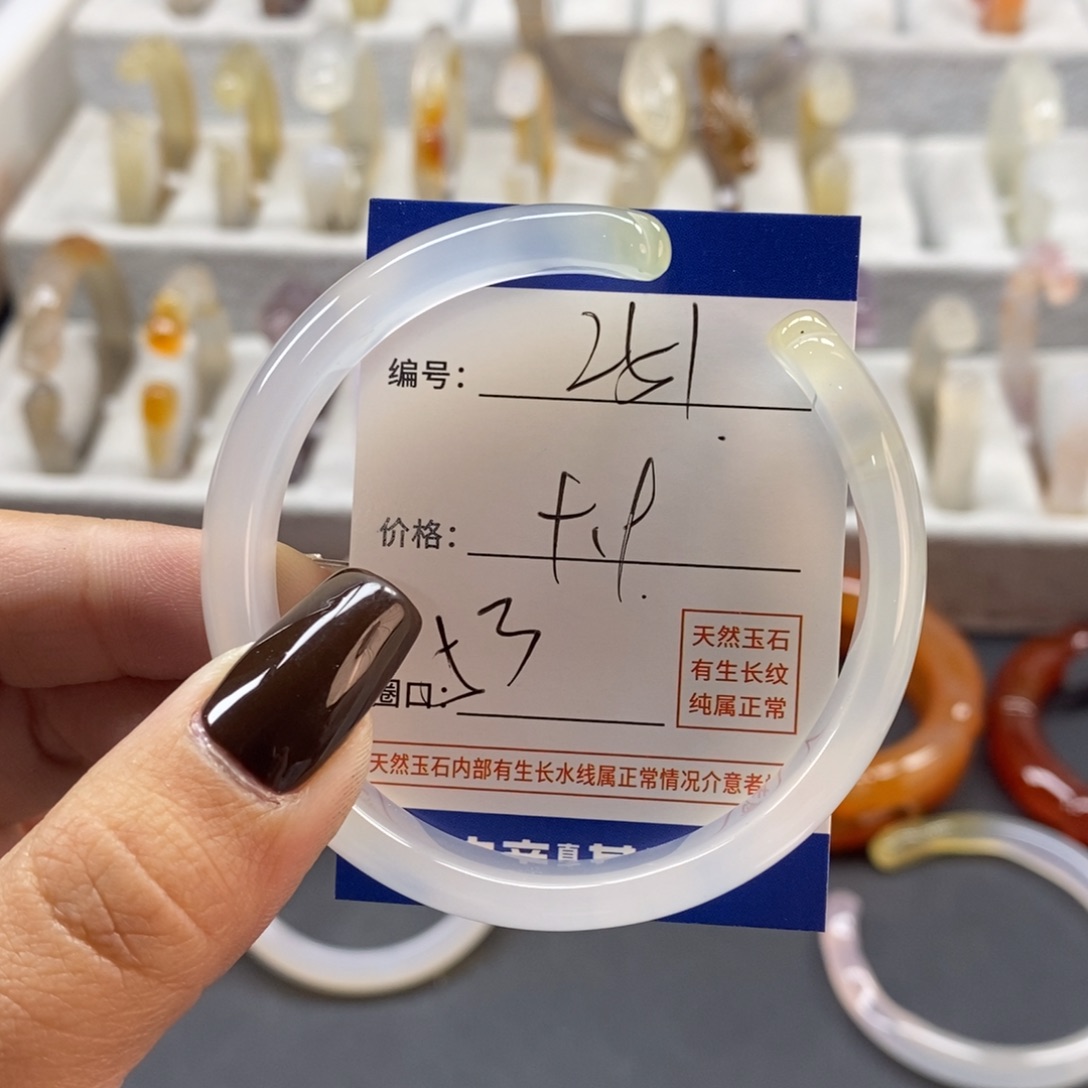 编号：251.
价格：
圈口：53
天然玉石
有生长纹
纯属正常
天然玉石内部有生长水线属正常情况介意者